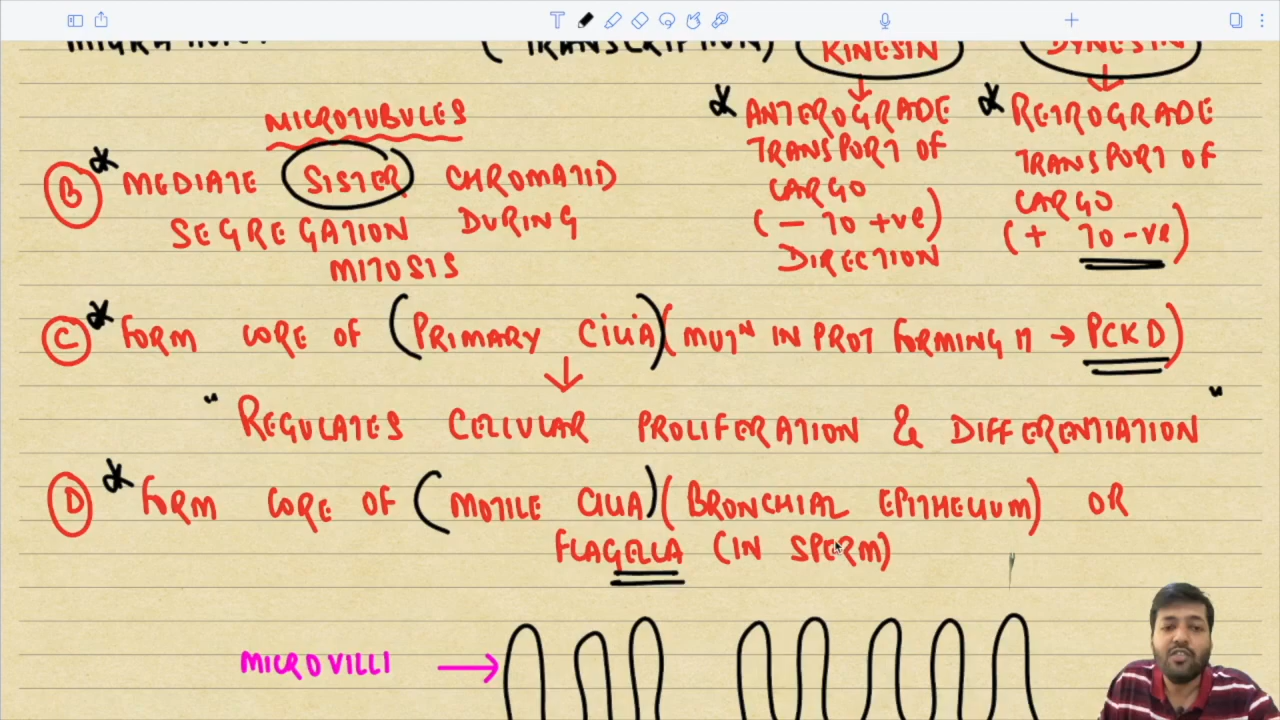 (TRANSCRIPTION)
KINESIN
DYNESIN
MICROTUBULES
B * MEDIATE SISTER CHROMATID
SEGREGATION DURING
MITOSIS
* ANTEROGRADE
TRANSPORT OF
CARGO
(- TO +ve)
DIRECTION
* RETROGRADE
TRANSPORT OF
CARGO
(+ TO -ve)
C * FORM CORE OF (PRIMARY CILIA) (MUTN IN PROT FORMING IT → PCKD)
"REGULATES CELLULAR PROLIFERATION & DIFFERENTIATION"
D * FORM CORE OF (MOTILE CILIA) (BRONCHIAL EPITHELIUM) OR
FLAGELLA (IN SPERM)
MICROVILLI